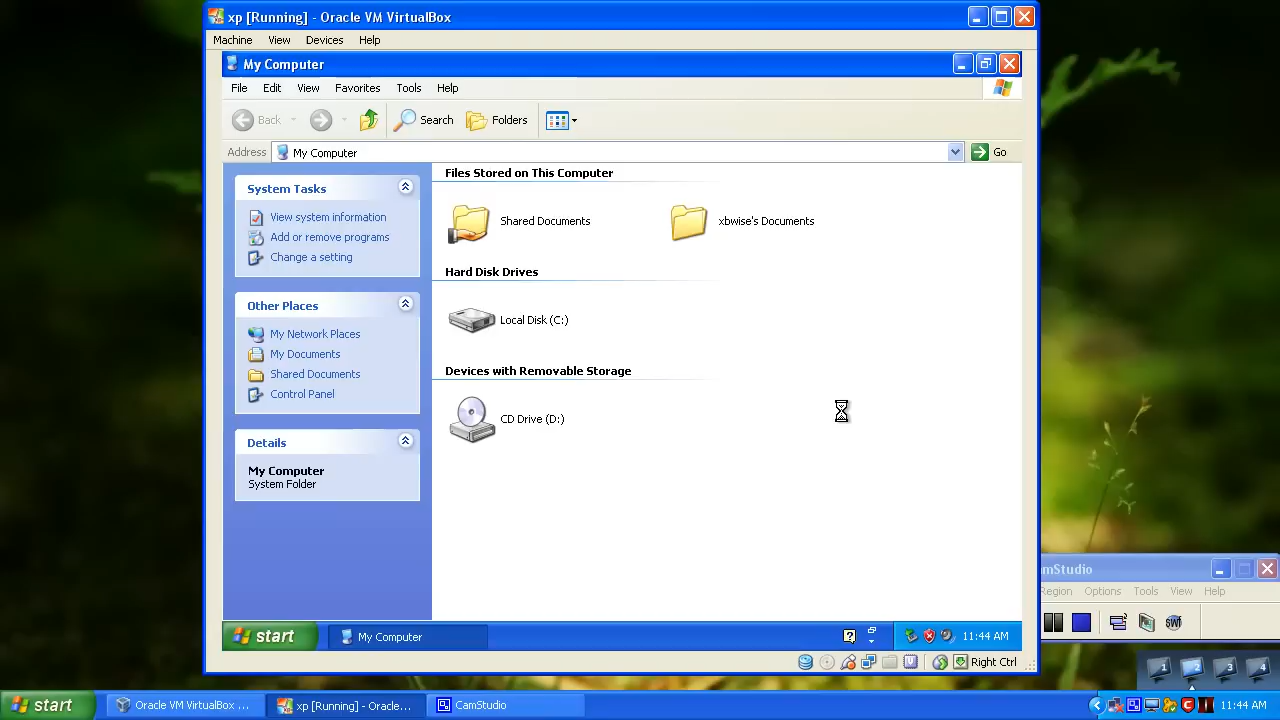 xp [Running] - Oracle VM VirtualBox
Machine View Devices Help
My Computer
File Edit View Favorites Tools Help
Back Search Folders
Address My Computer Go
System Tasks
View system information
Add or remove programs
Change a setting
Other Places
My Network Places
My Documents
Shared Documents
Control Panel
Details
My Computer
System Folder
Files Stored on This Computer
Shared Documents xbwise's Documents
Hard Disk Drives
Local Disk (C:)
Devices with Removable Storage
CD Drive (D:)
start My Computer 11:44 AM
Right Ctrl
mStudio
Region Options Tools View Help
SWF
1 2 3 4
start Oracle VM VirtualBox ... xp [Running] - Oracle... CamStudio 11:44 AM